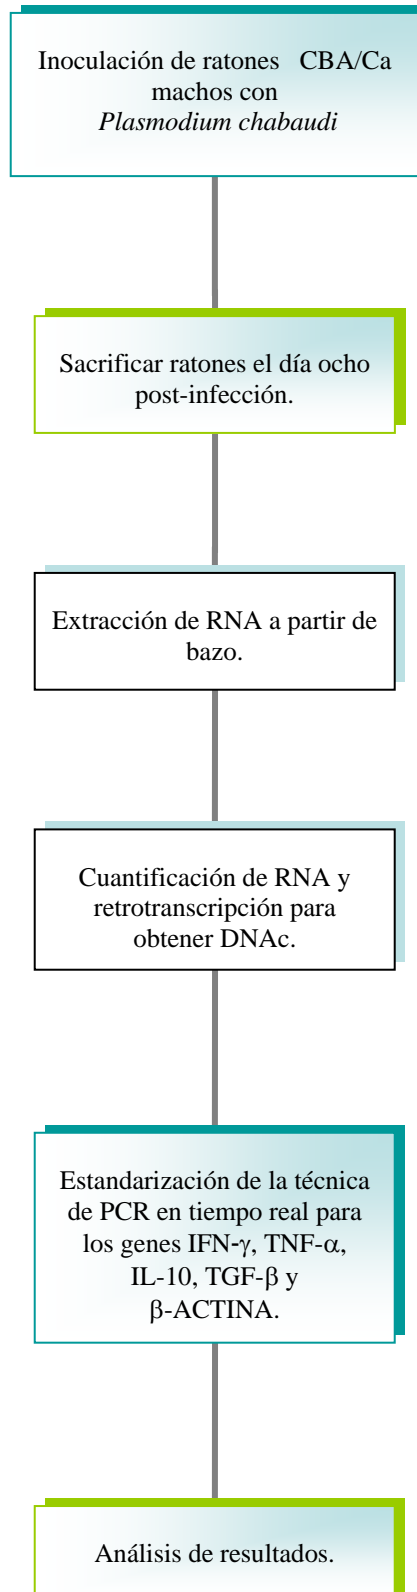 Inoculación de ratones CBA/Ca
machos con
Plasmodium chabaudi
Sacrificar ratones el día ocho
post-infección.
Extracción de RNA a partir de
bazo.
Cuantificación de RNA y
retrotranscripción para
obtener DNAc.
Estandarización de la técnica
de PCR en tiempo real para
los genes IFN-γ, TNF-α,
IL-10, TGF-β y
β-ACTINA.
Análisis de resultados.